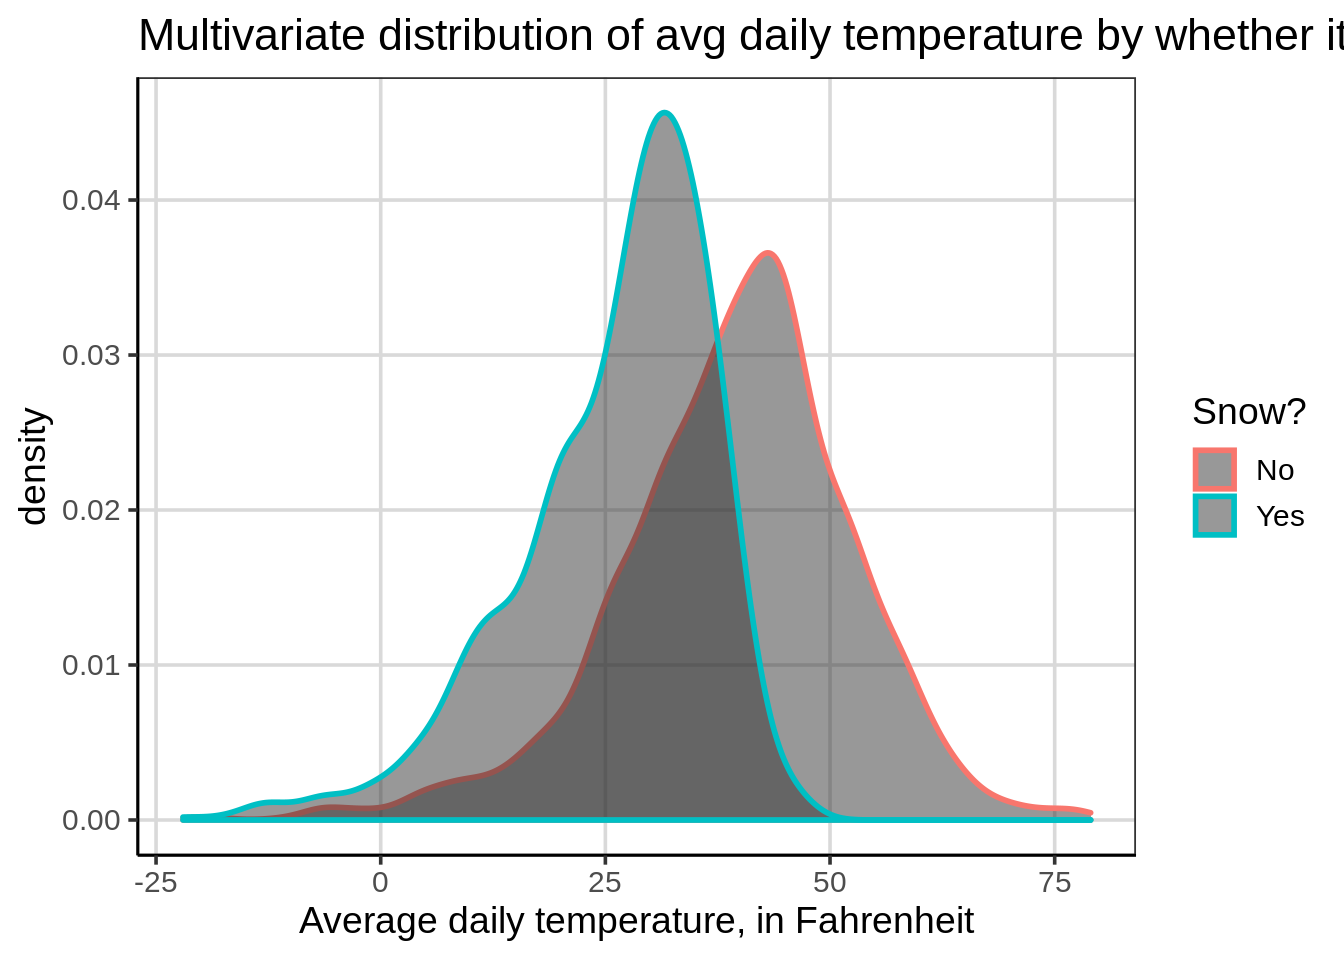 Multivariate distribution of avg daily temperature by whether it
density
0.04
0.03
0.02
0.01
0.00
-25 0 25 50 75
Average daily temperature, in Fahrenheit
Snow?
No
Yes